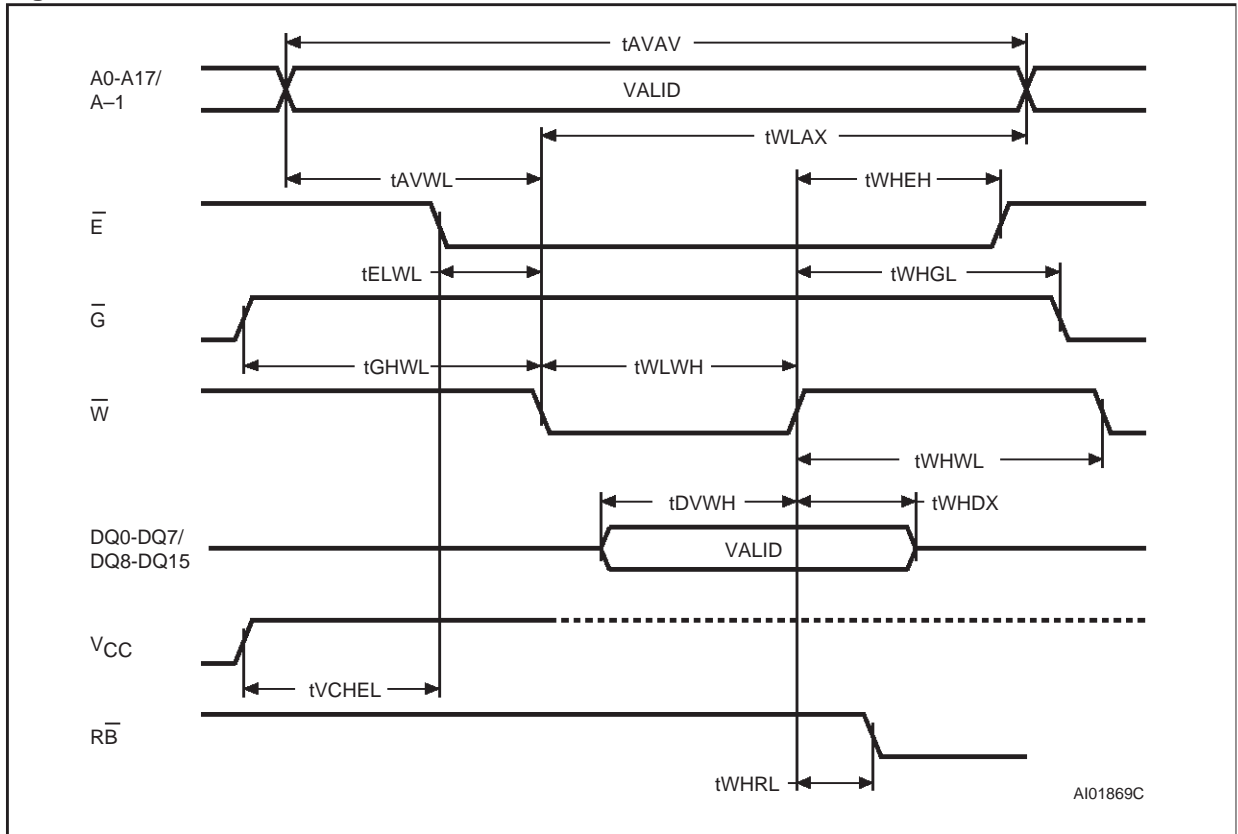 tAVAV
A0-A17/
A–1
VALID
tWLAX
tAVWL
tWHEH
E̅
tELWL
tWHGL
G̅
tGHWL
tWLWH
W̅
tWHWL
tDVWH
tWHDX
DQ0-DQ7/
DQ8-DQ15
VALID
VCC
tVCHEL
RB̅
tWHRL
AI01869C